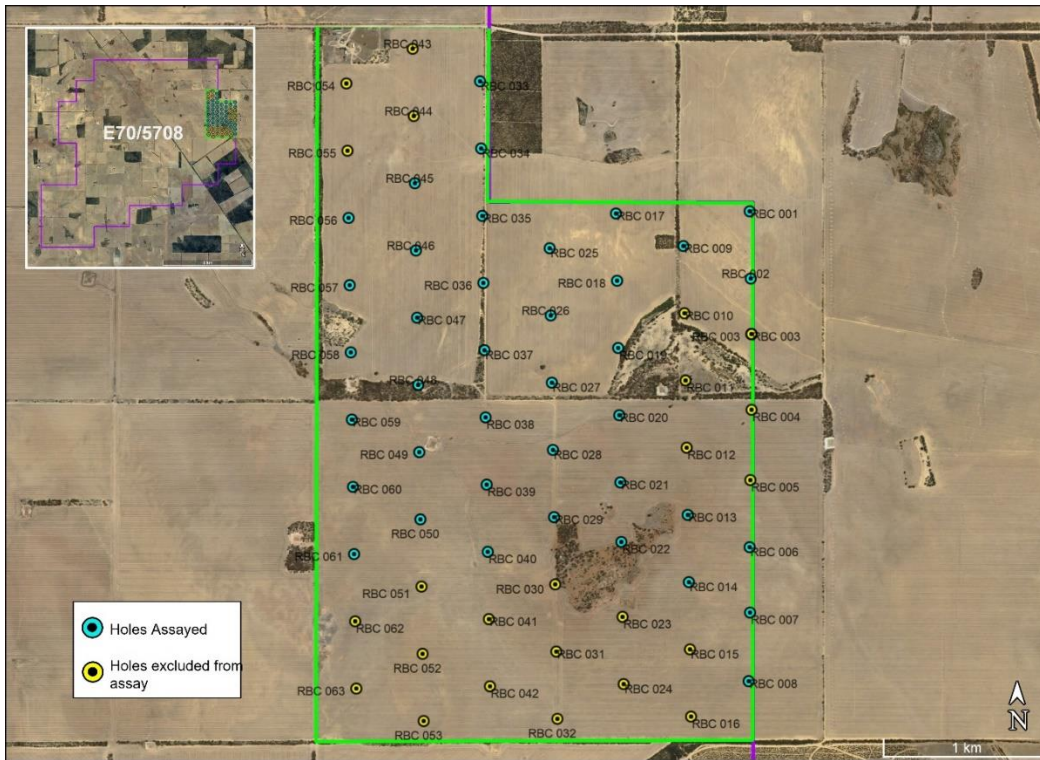 RBC 043
RBC 054
RBC 033
RBC 044
E70/5708
RBC 055
RBC 034
RBC 045
RBC 056
RBC 035
RBC 017
RBC 001
RBC 046
RBC 025
RBC 009
RBC 057
RBC 036
RBC 018
RBC 002
RBC 047
RBC 026
RBC 010
RBC 003
RBC 003
RBC 058
RBC 037
RBC 019
RBC 048
RBC 027
RBC 011
RBC 004
RBC 059
RBC 038
RBC 020
RBC 049
RBC 028
RBC 012
RBC 060
RBC 039
RBC 021
RBC 005
RBC 050
RBC 029
RBC 013
RBC 061
RBC 040
RBC 022
RBC 006
RBC 051
RBC 030
RBC 014
RBC 062
RBC 041
RBC 023
RBC 007
RBC 052
RBC 031
RBC 015
RBC 063
RBC 042
RBC 024
RBC 008
RBC 053
RBC 032
RBC 016
Holes Assayed
Holes excluded from
assay
N
1 km